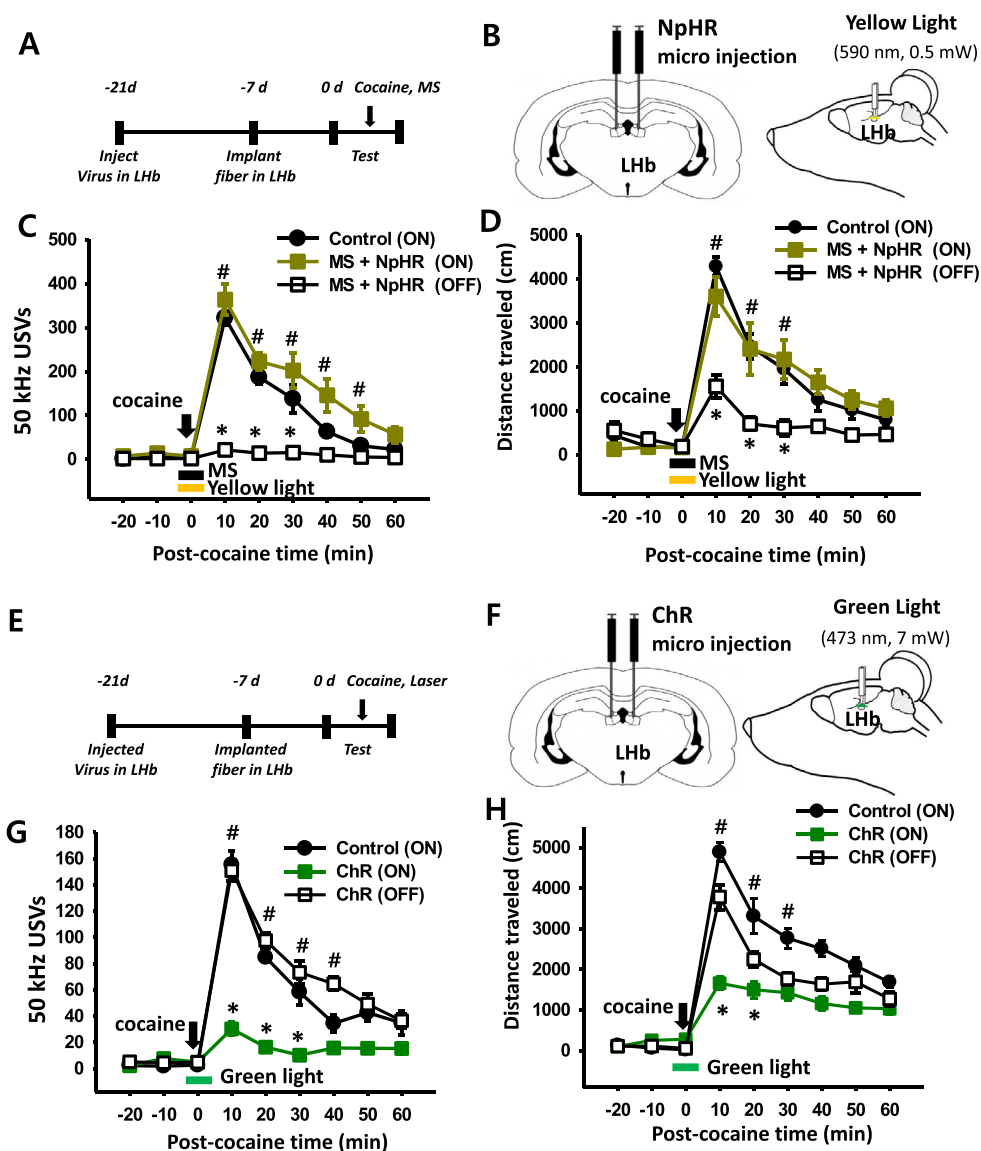 A
-21d
-7 d
0 d
Cocaine, MS
Inject
Virus in LHb
Implant
fiber in LHb
Test
B
NpHR
micro injection
LHb
Yellow Light
(590 nm, 0.5 mW)
LHb
C
Control (ON)
MS + NpHR (ON)
MS + NpHR (OFF)
50 kHz USVs
500
400
300
200
100
0
#
#
#
#
#
cocaine
*
*
*
MS
Yellow light
-20 -10 0 10 20 30 40 50 60
Post-cocaine time (min)
D
Control (ON)
MS + NpHR (ON)
MS + NpHR (OFF)
Distance traveled (cm)
5000
4000
3000
2000
1000
0
#
#
#
cocaine
*
*
*
MS
Yellow light
-20 -10 0 10 20 30 40 50 60
Post-cocaine time (min)
E
-21d
-7 d
0 d
Cocaine, Laser
Injected
Virus in LHb
Implanted
fiber in LHb
Test
F
ChR
micro injection
LHb
Green Light
(473 nm, 7 mW)
LHb
G
Control (ON)
ChR (ON)
ChR (OFF)
50 kHz USVs
180
160
140
120
100
80
60
40
20
0
#
#
#
#
cocaine
*
*
*
Green light
-20 -10 0 10 20 30 40 50 60
Post-cocaine time (min)
H
Control (ON)
ChR (ON)
ChR (OFF)
Distance traveled (cm)
5000
4000
3000
2000
1000
0
#
#
#
cocaine
*
*
Green light
-20 -10 0 10 20 30 40 50 60
Post-cocaine time (min)